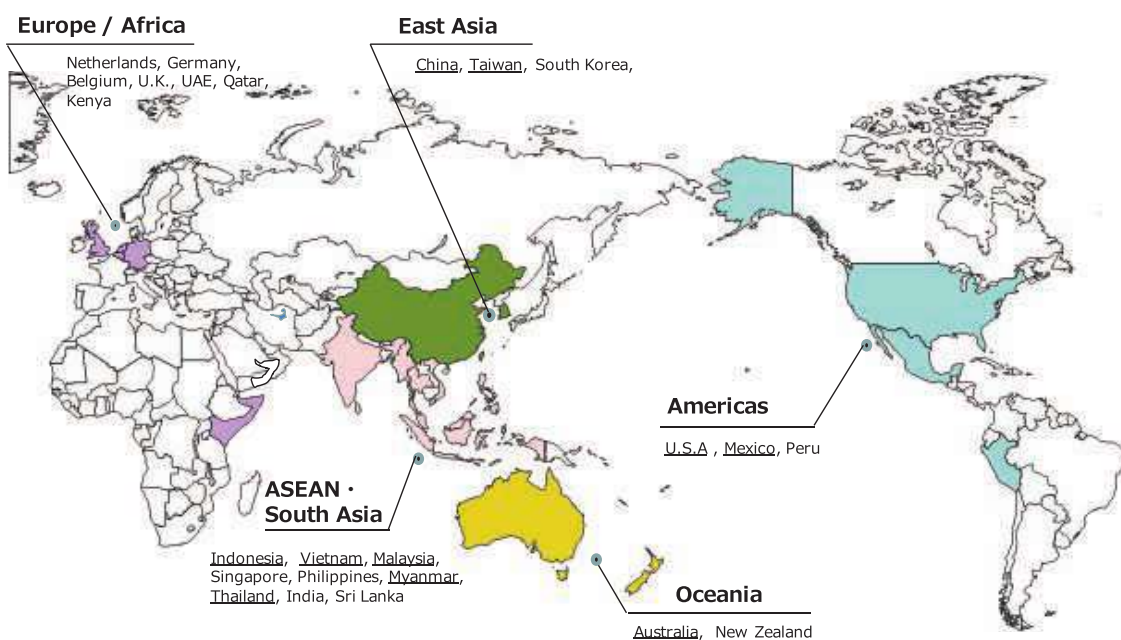 Europe / Africa
Netherlands, Germany,
Belgium, U.K., UAE, Qatar,
Kenya
East Asia
China, Taiwan, South Korea,
Americas
U.S.A , Mexico, Peru
ASEAN・
South Asia
Indonesia, Vietnam, Malaysia,
Singapore, Philippines, Myanmar,
Thailand, India, Sri Lanka
Oceania
Australia, New Zealand